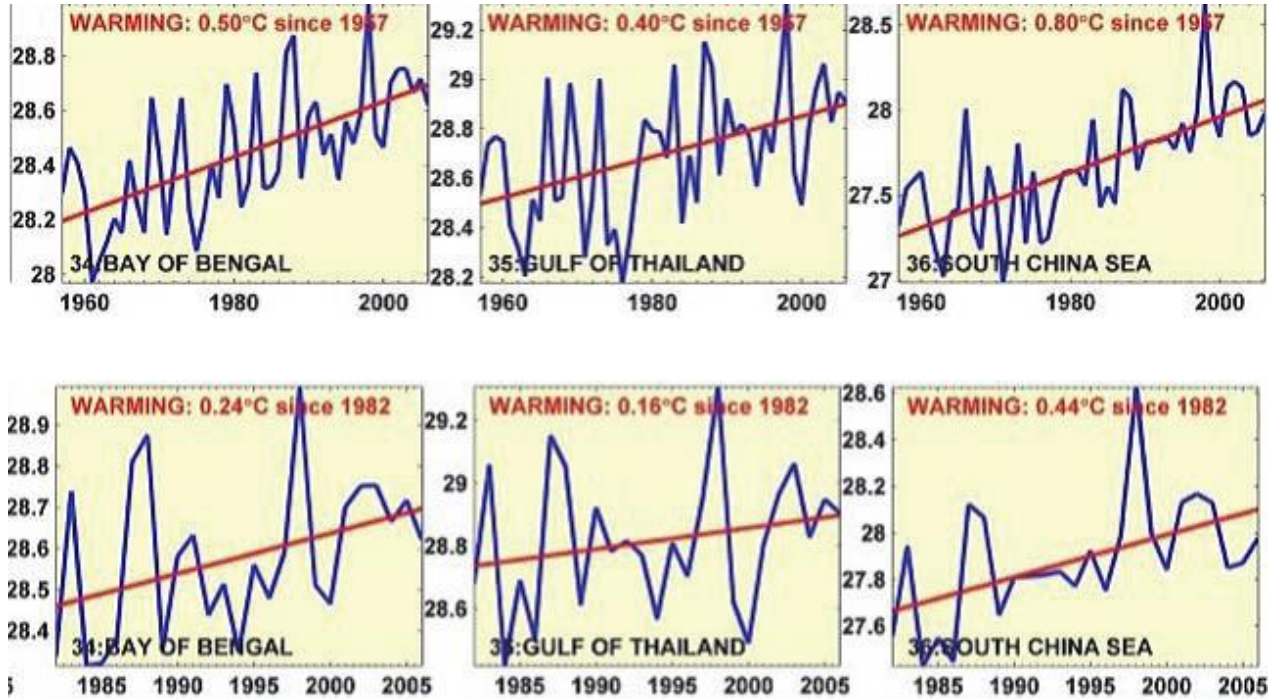 WARMING: 0.50°C since 1957
28.8
28.6
28.4
28.2
28
34:BAY OF BENGAL
1960 1980 2000
WARMING: 0.40°C since 1957
29.2
29
28.8
28.6
28.4
28.2
35:GULF OF THAILAND
1960 1980 2000
WARMING: 0.80°C since 1957
28.5
28
27.5
27
36:SOUTH CHINA SEA
1960 1980 2000
WARMING: 0.24°C since 1982
28.9
28.8
28.7
28.6
28.5
28.4
34:BAY OF BENGAL
5 1985 1990 1995 2000 2005
WARMING: 0.16°C since 1982
29.2
29
28.8
28.6
35:GULF OF THAILAND
1985 1990 1995 2000 2005
WARMING: 0.44°C since 1982
28.6
28.4
28.2
28
27.8
27.6
36:SOUTH CHINA SEA
1985 1990 1995 2000 2005